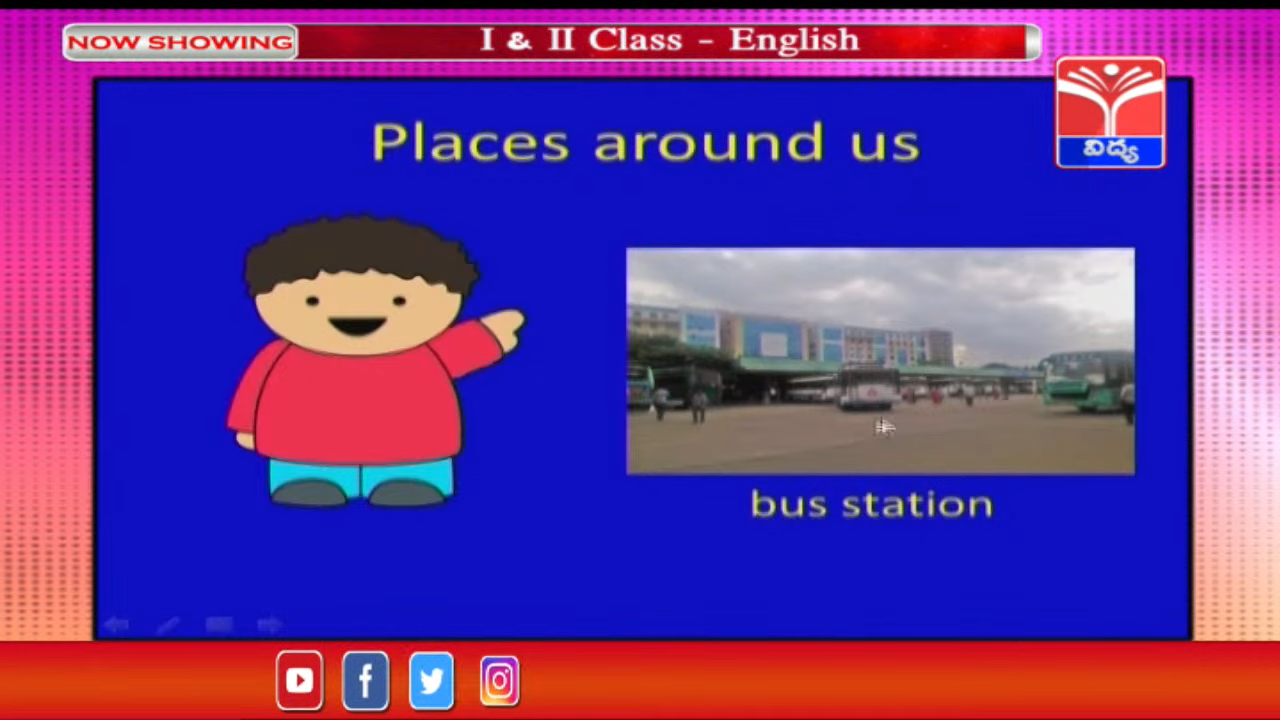 NOW SHOWING
I & II Class - English
విద్య
Places around us
bus station